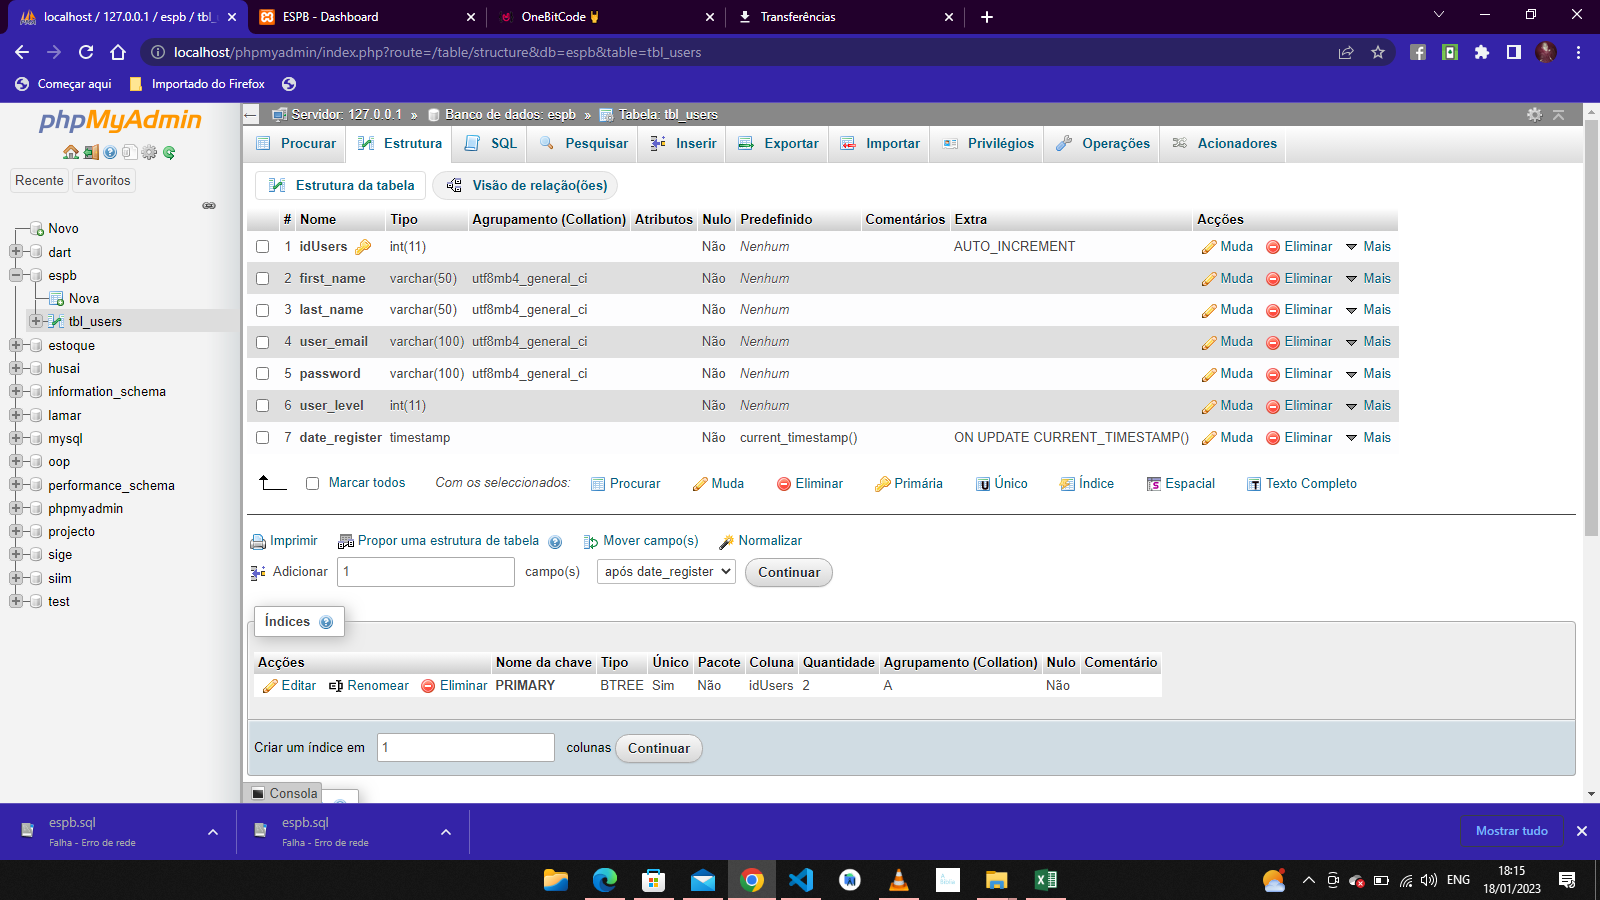 localhost / 127.0.0.1 / espb / tbl_
ESPB - Dashboard
OneBitCode
Transferências
localhost/phpmyadmin/index.php?route=/table/structure&db=espb&table=tbl_users
Começar aqui
Importado do Firefox
phpMyAdmin
Recente
Favoritos
Novo
dart
espb
Nova
tbl_users
estoque
husai
information_schema
lamar
mysql
oop
performance_schema
phpmyadmin
projecto
sige
siim
test
Servidor: 127.0.0.1 » Banco de dados: espb » Tabela: tbl_users
Procurar Estrutura SQL Pesquisar Inserir Exportar Importar Privilégios Operações Acionadores
Estrutura da tabela Visão de relação(ões)
# Nome Tipo Agrupamento (Collation) Atributos Nulo Predefinido Comentários Extra Acções
1 idUsers int(11) Não Nenhum AUTO_INCREMENT Muda Eliminar Mais
2 first_name varchar(50) utf8mb4_general_ci Não Nenhum Muda Eliminar Mais
3 last_name varchar(50) utf8mb4_general_ci Não Nenhum Muda Eliminar Mais
4 user_email varchar(100) utf8mb4_general_ci Não Nenhum Muda Eliminar Mais
5 password varchar(100) utf8mb4_general_ci Não Nenhum Muda Eliminar Mais
6 user_level int(11) Não Nenhum Muda Eliminar Mais
7 date_register timestamp Não current_timestamp() ON UPDATE CURRENT_TIMESTAMP() Muda Eliminar Mais
Marcar todos Com os seleccionados: Procurar Muda Eliminar Primária Único Índice Espacial Texto Completo
Imprimir Propor uma estrutura de tabela Mover campo(s) Normalizar
Adicionar 1 campo(s) após date_register Continuar
Índices
Acções Nome da chave Tipo Único Pacote Coluna Quantidade Agrupamento (Collation) Nulo Comentário
Editar Renomear Eliminar PRIMARY BTREE Sim Não idUsers 2 A Não
Criar um índice em 1 colunas Continuar
Consola
espb.sql
Falha - Erro de rede
espb.sql
Falha - Erro de rede
Mostrar tudo
ENG
18:15
18/01/2023